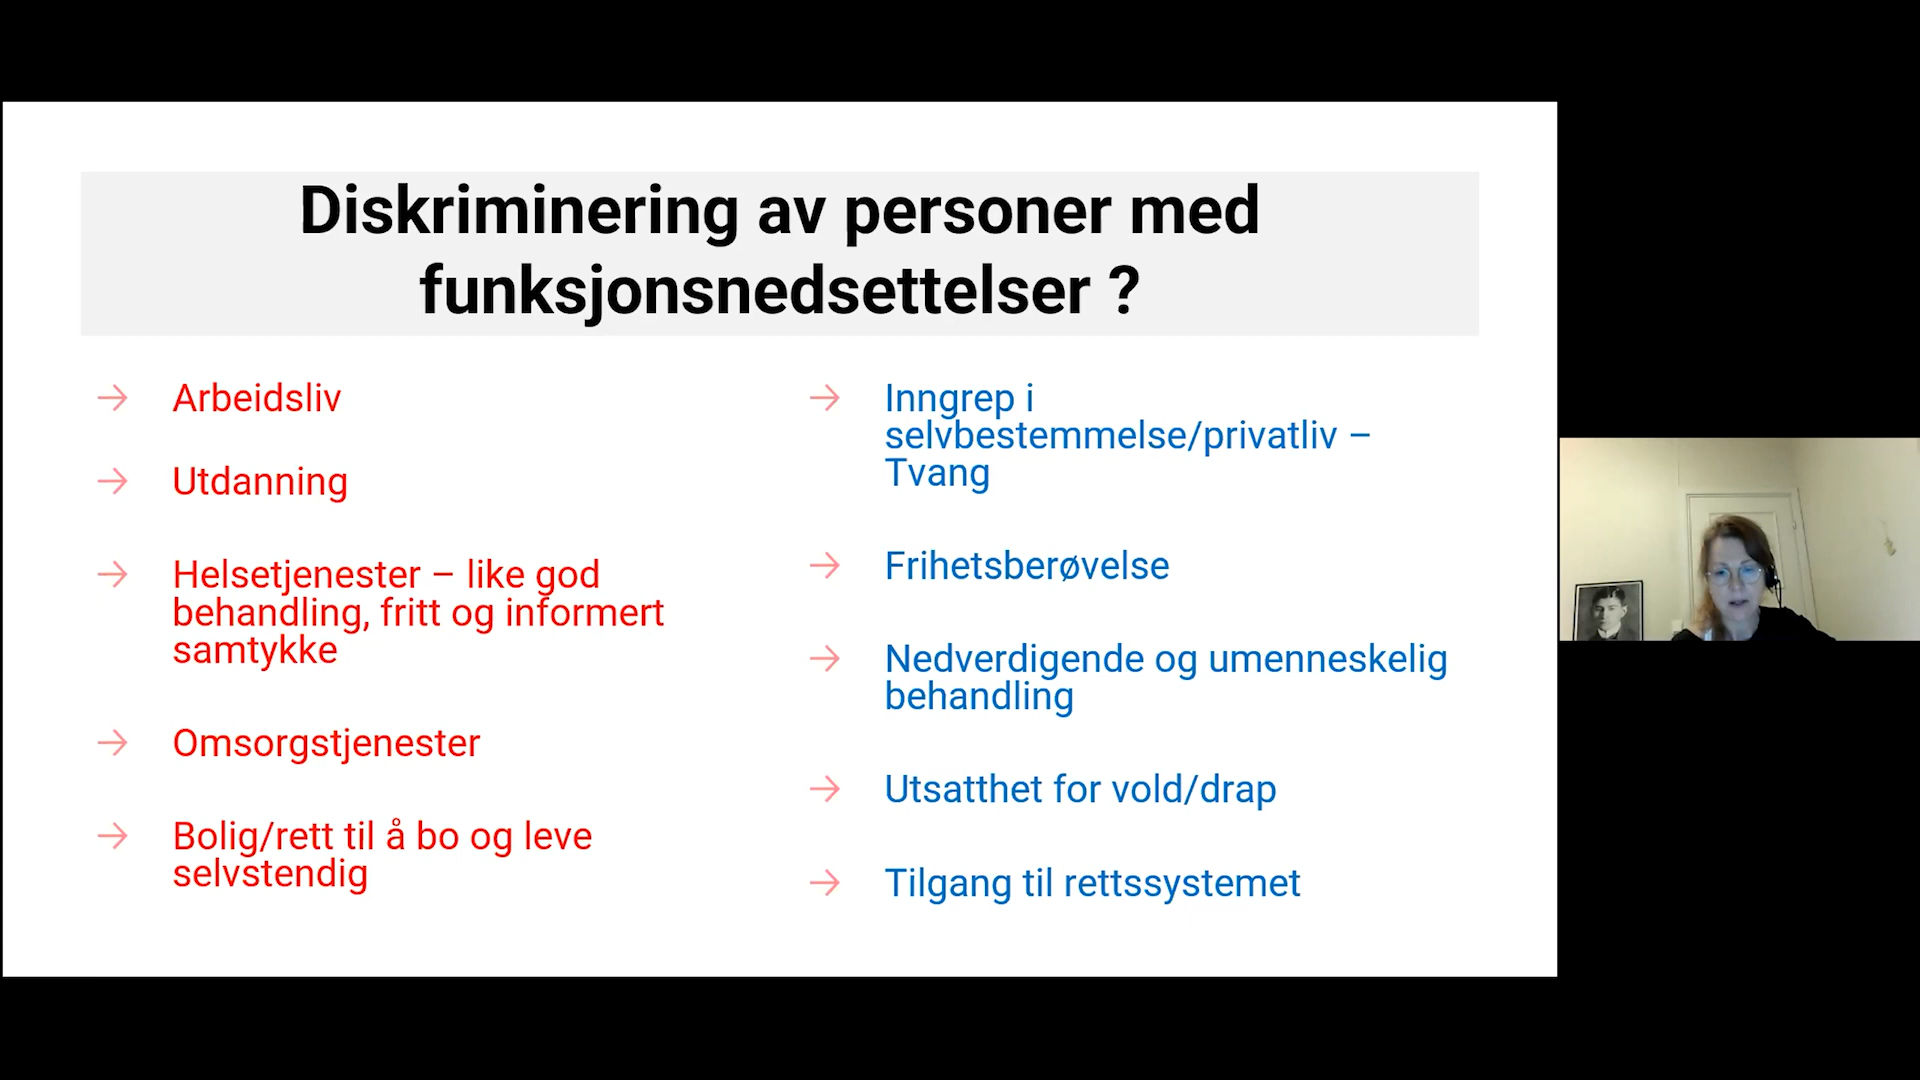 Diskriminering av personer med
funksjonsnedsettelser ?
→ Arbeidsliv
→ Utdanning
→ Helsetjenester – like god
behandling, fritt og informert
samtykke
→ Omsorgstjenester
→ Bolig/rett til å bo og leve
selvstendig
→ Inngrep i
selvbestemmelse/privatliv –
Tvang
→ Frihetsberøvelse
→ Nedverdigende og umenneskelig
behandling
→ Utsatthet for vold/drap
→ Tilgang til rettssystemet